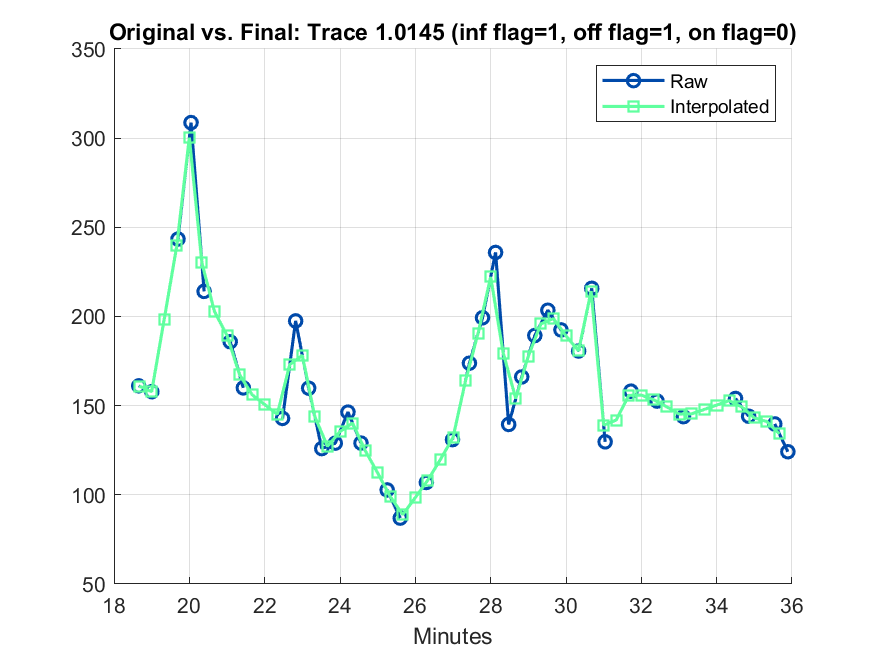 Original vs. Final: Trace 1.0145 (inf flag=1, off flag=1, on flag=0)
350
300
250
200
150
100
50
Raw
Interpolated
18 20 22 24 26 28 30 32 34 36
Minutes